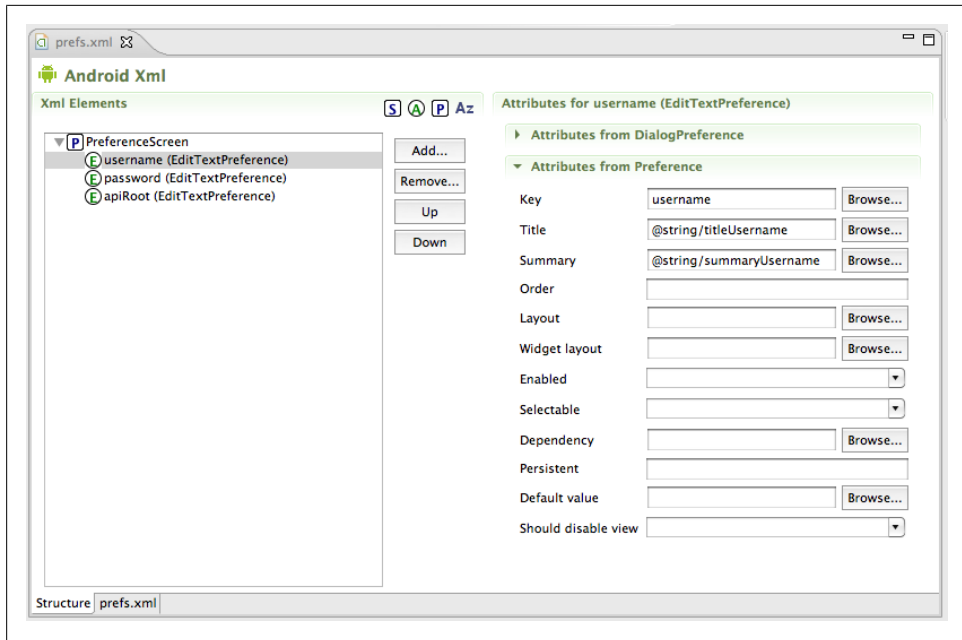 prefs.xml
Android Xml
Xml Elements
S A P Az
PreferenceScreen
P
E username (EditTextPreference)
E password (EditTextPreference)
E apiRoot (EditTextPreference)
Add...
Remove...
Up
Down
Attributes for username (EditTextPreference)
Attributes from DialogPreference
Attributes from Preference
Key username Browse...
Title @string/titleUsername Browse...
Summary @string/summaryUsername Browse...
Order
Layout Browse...
Widget layout Browse...
Enabled
Selectable
Dependency Browse...
Persistent
Default value Browse...
Should disable view
Structure prefs.xml